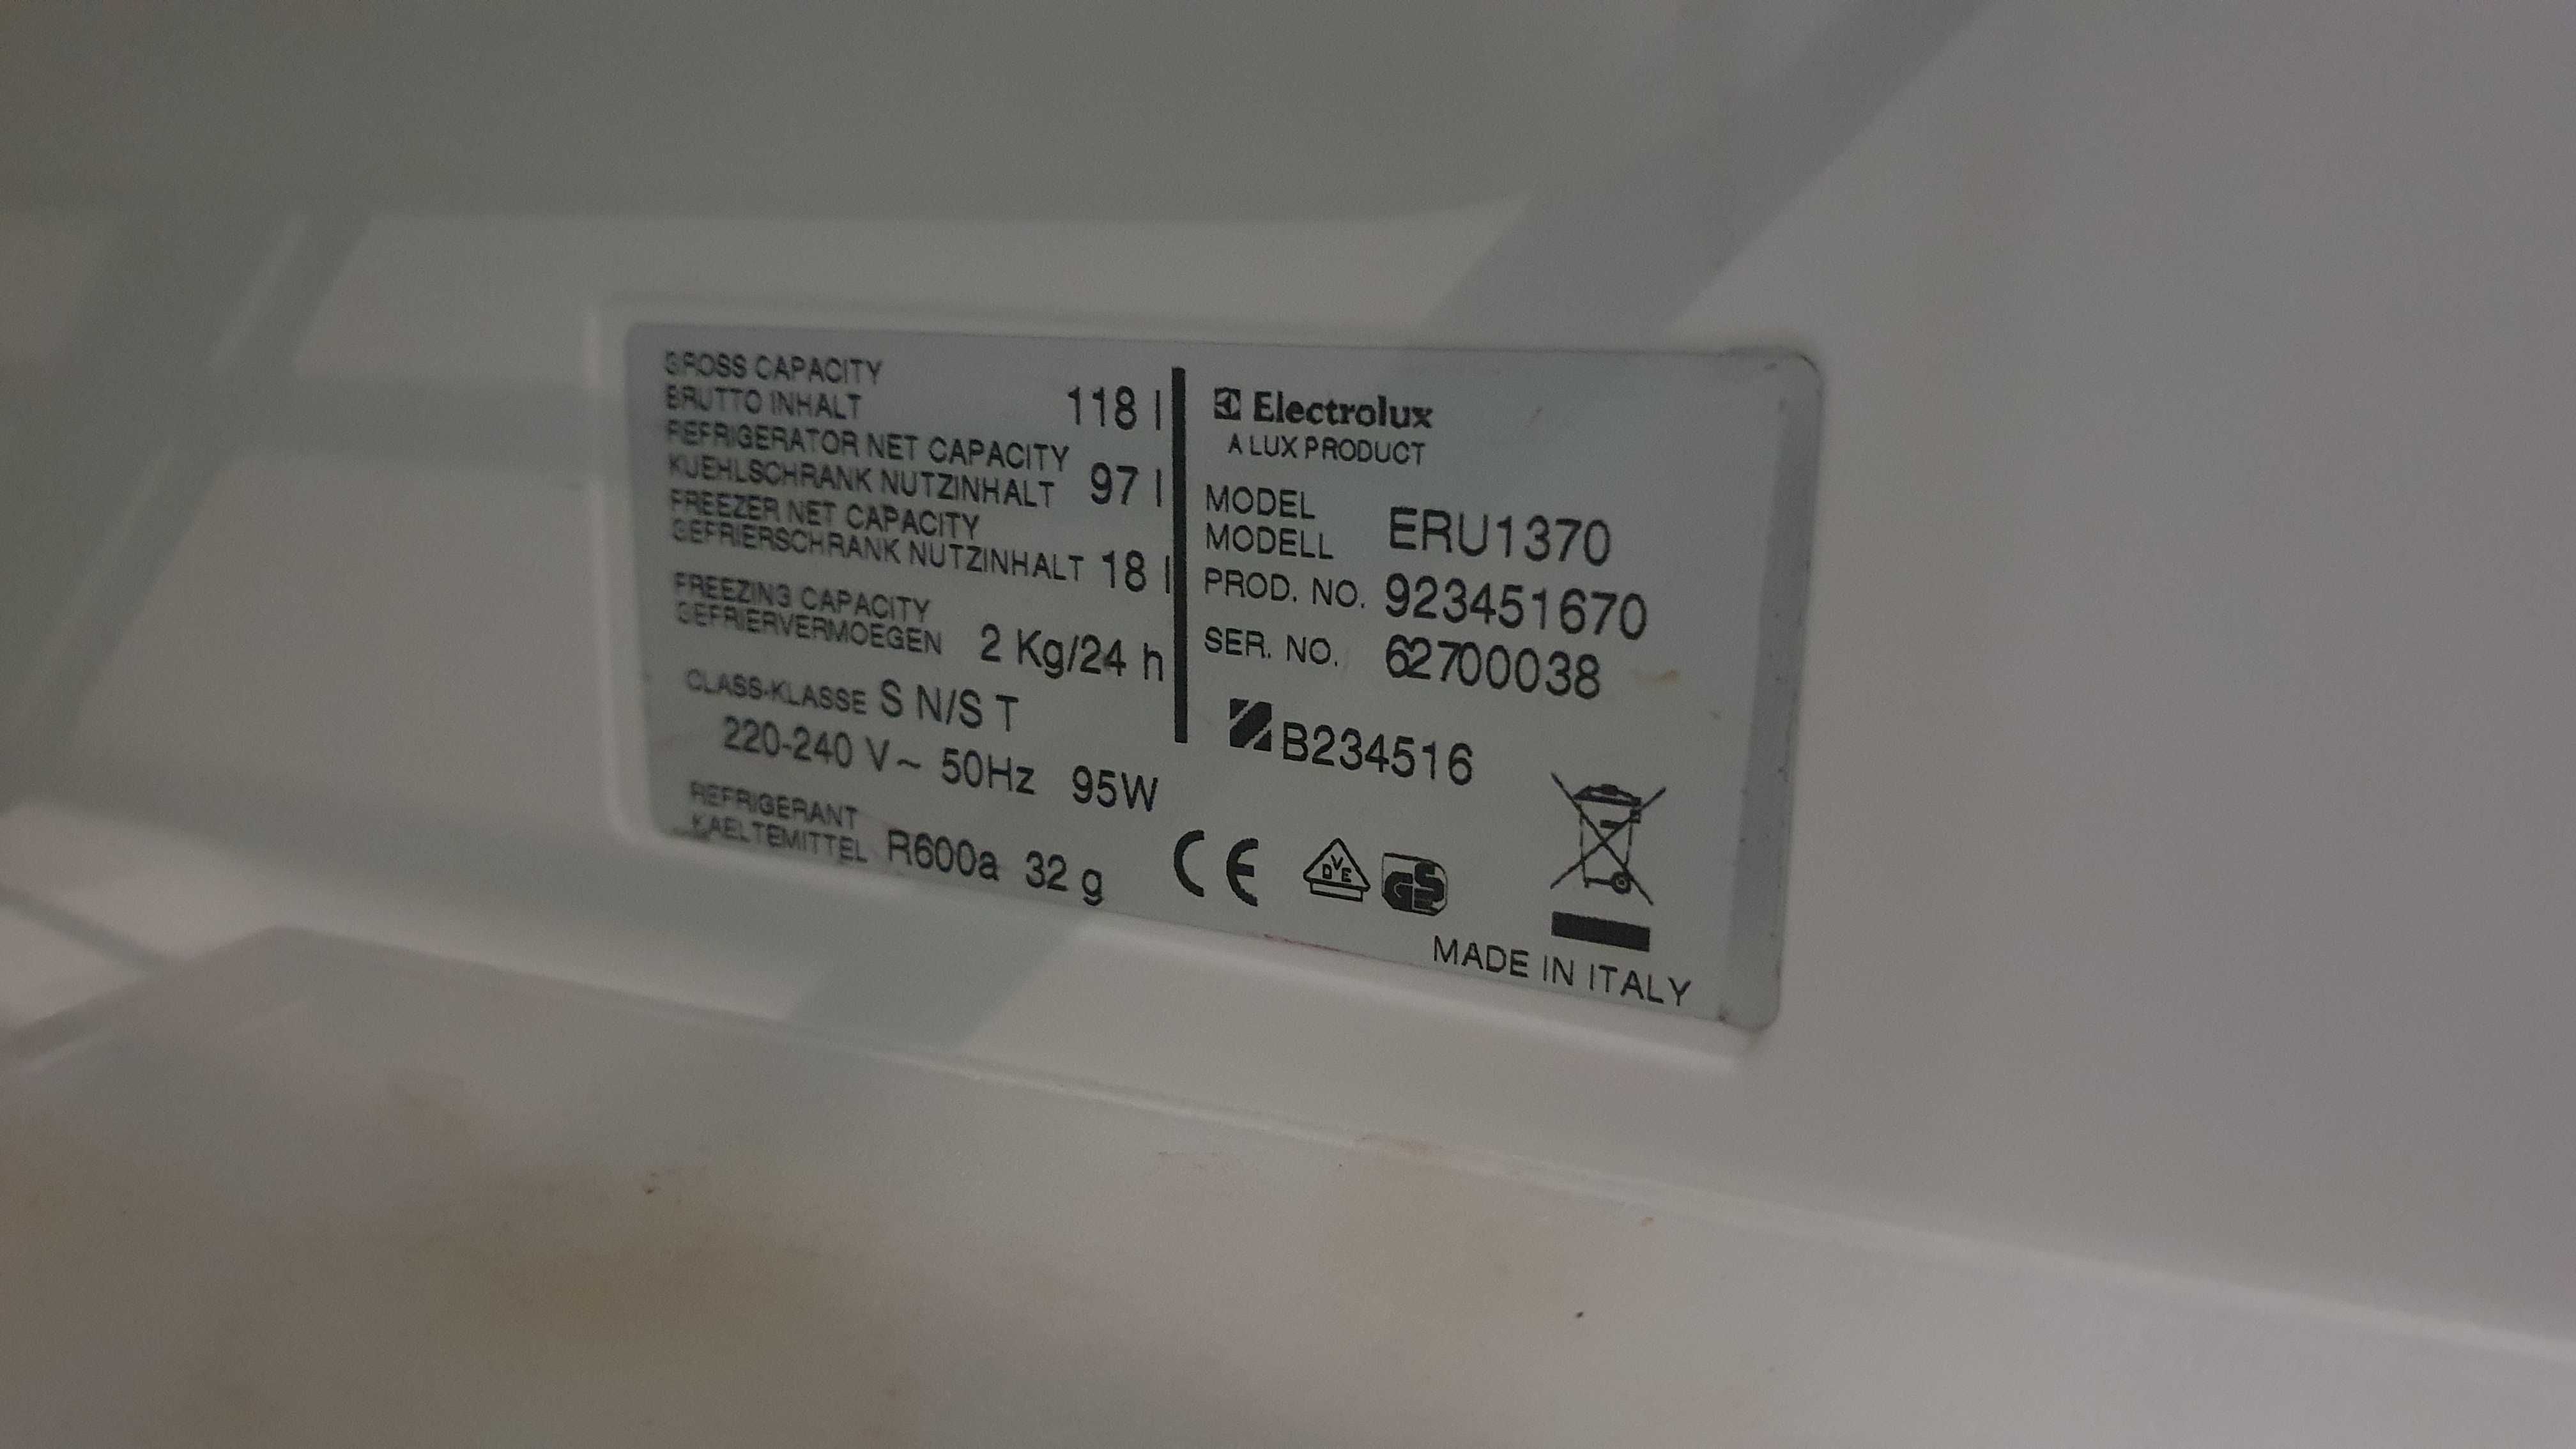 GROSS CAPACITY
BRUTTO INHALT 118 l
REFRIGERATOR NET CAPACITY
KUEHLSCHRANK NUTZINHALT 97 l
FREEZER NET CAPACITY
GEFRIERSCHRANK NUTZINHALT 18 l
FREEZING CAPACITY
GEFRIERVERMOEGEN 2 Kg/24 h
CLASS-KLASSE S N/S T
220-240 V~ 50Hz 95W
REFRIGERANT
KAELTEMITTEL R600a 32 g
Electrolux
A LUX PRODUCT
MODEL
MODELL ERU1370
PROD. NO. 923451670
SER. NO. 62700038
B234516
CE DVE GS
MADE IN ITALY